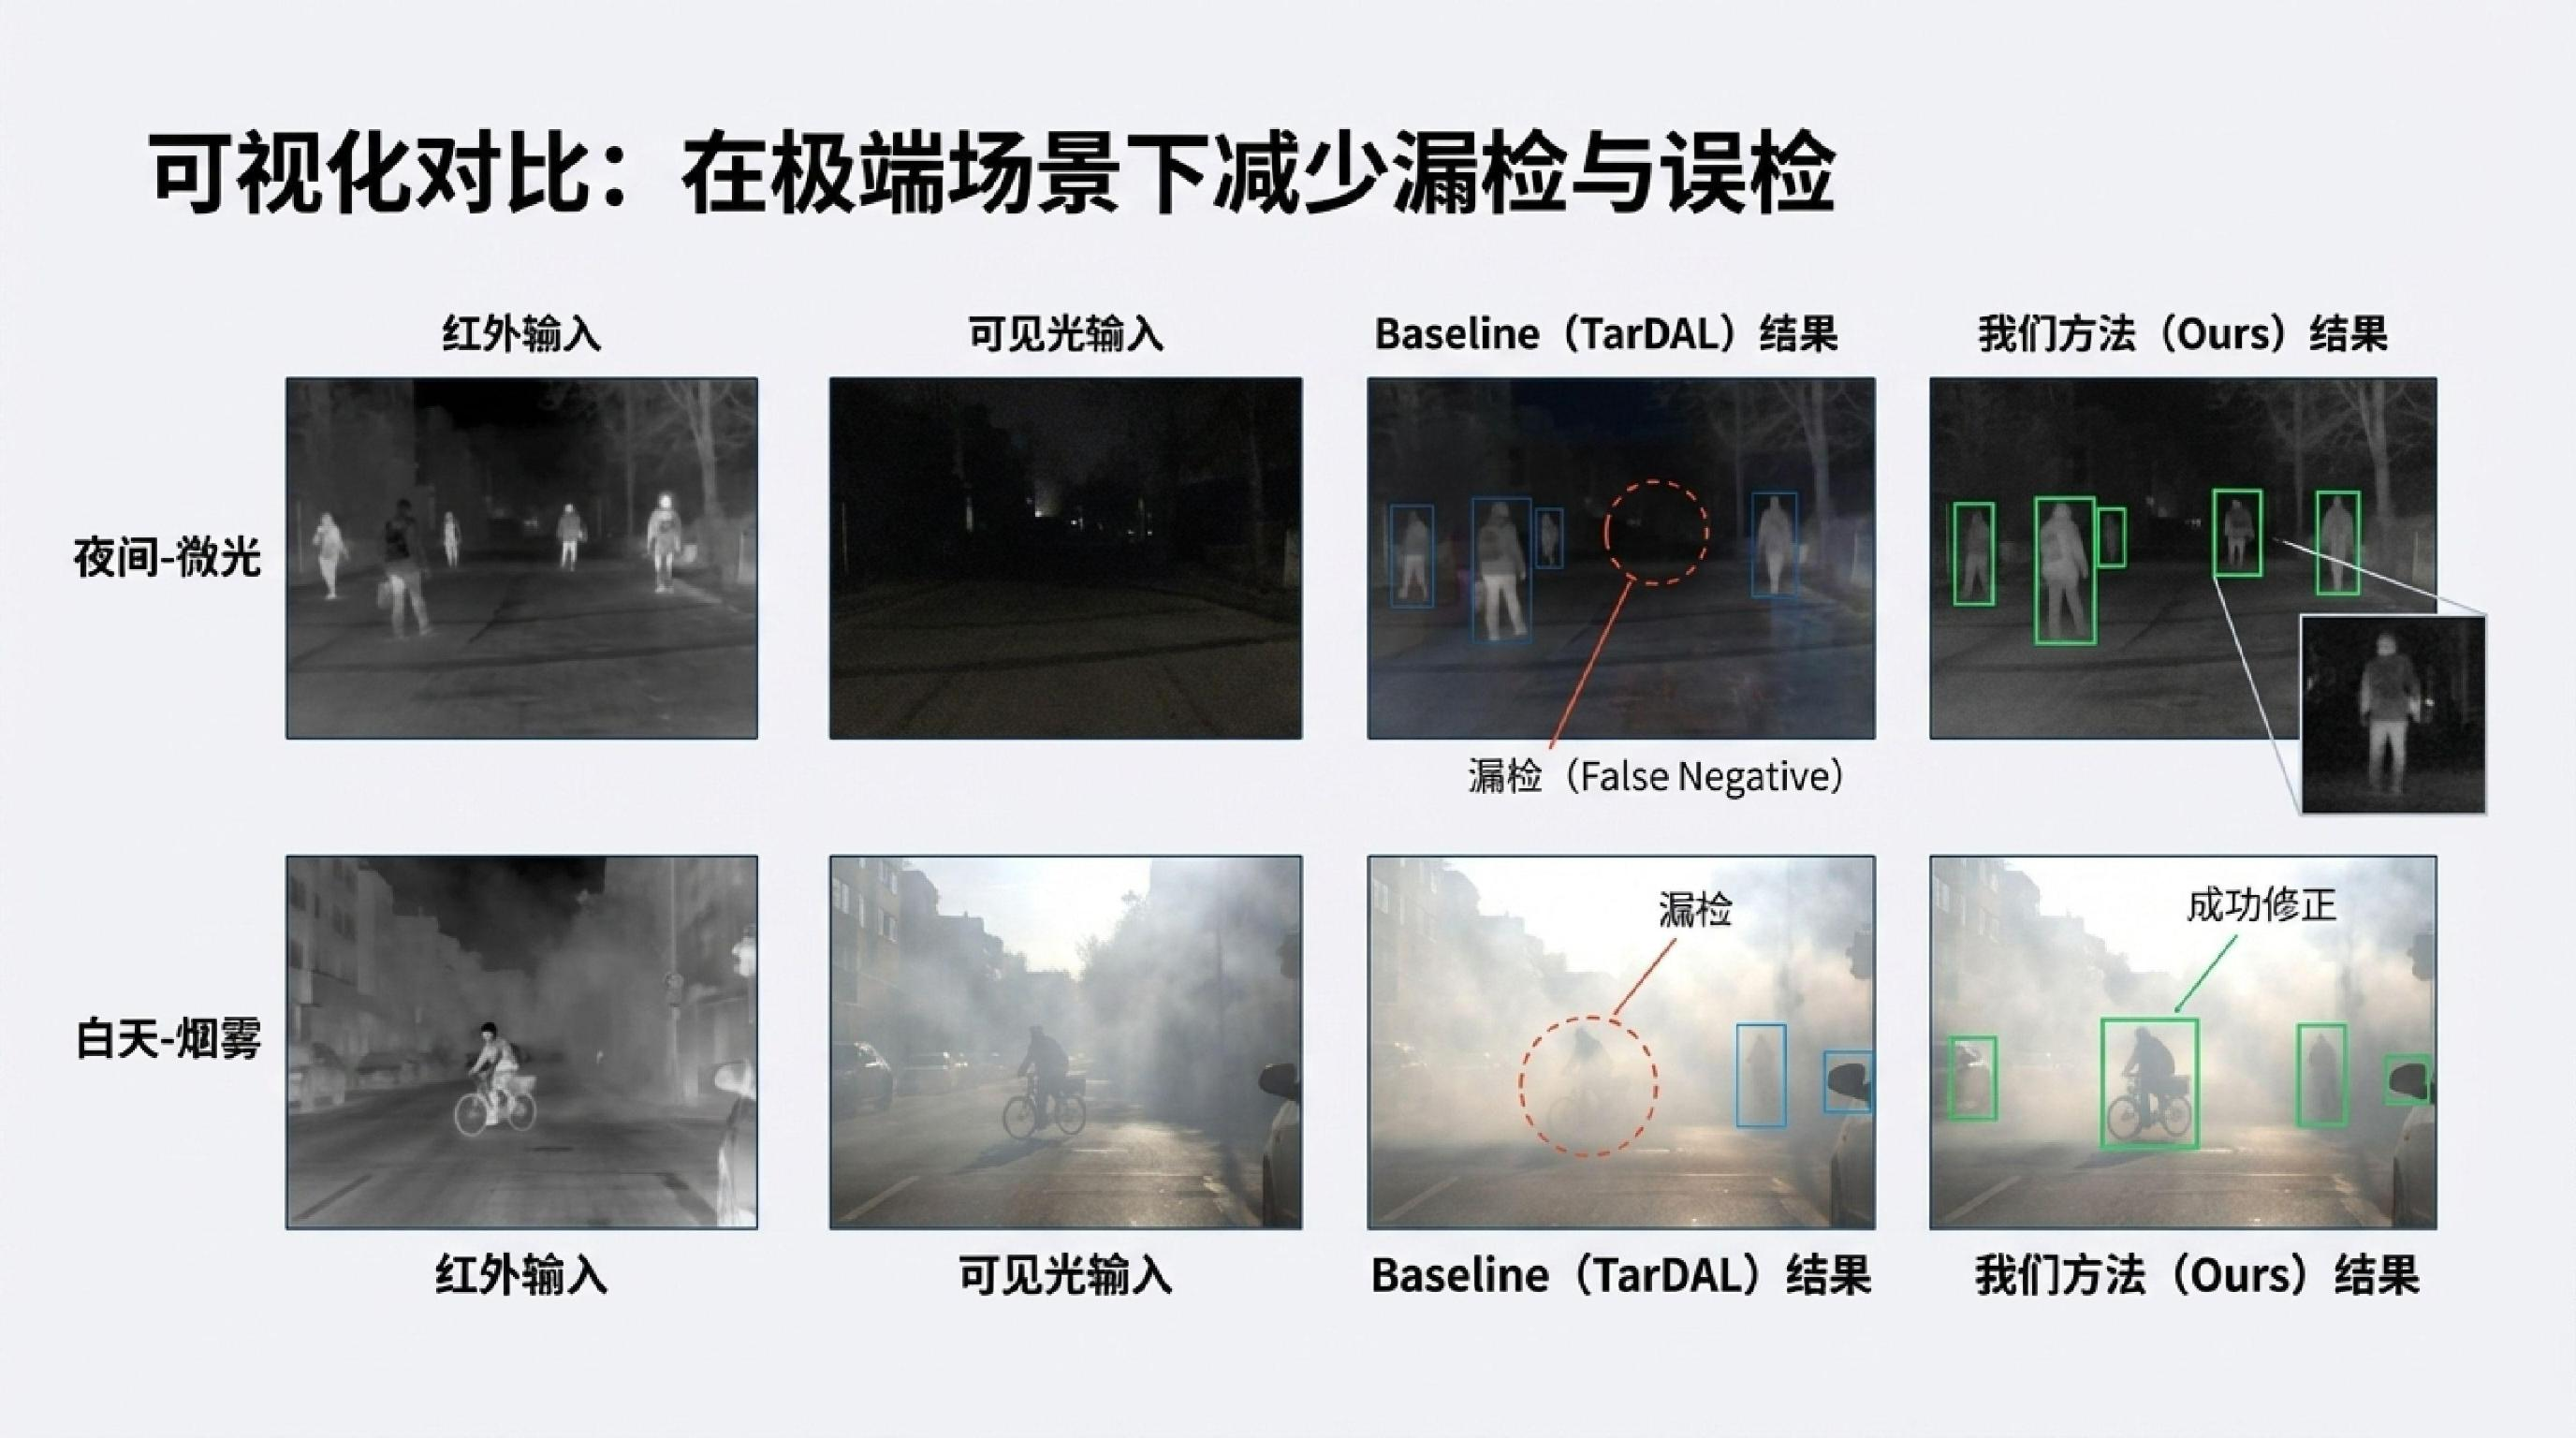 可视化对比：在极端场景下减少漏检与误检
红外输入
可见光输入
Baseline（TarDAL）结果
我们方法（Ours）结果
夜间-微光
漏检（False Negative）
白天-烟雾
漏检
成功修正
红外输入
可见光输入
Baseline（TarDAL）结果
我们方法（Ours）结果